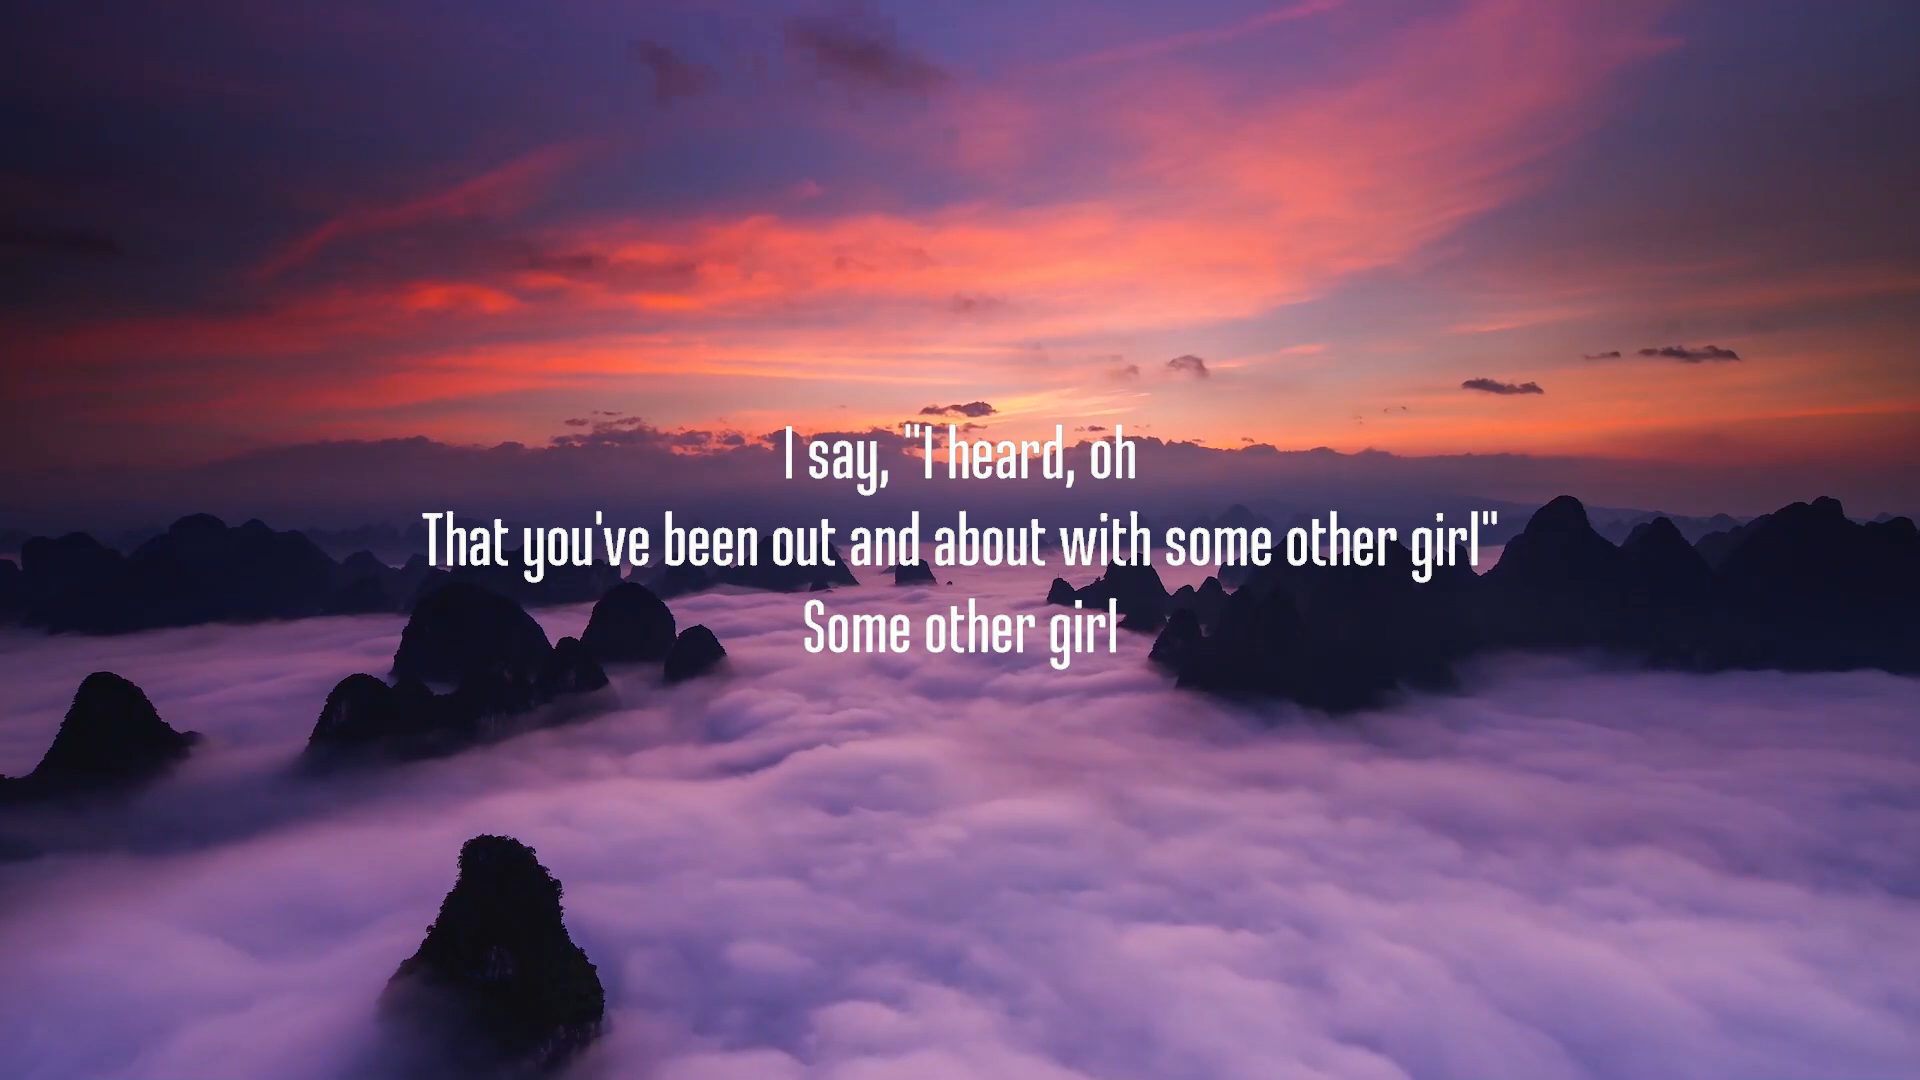 I say, "I heard, oh
That you've been out and about with some other girl"
Some other girl